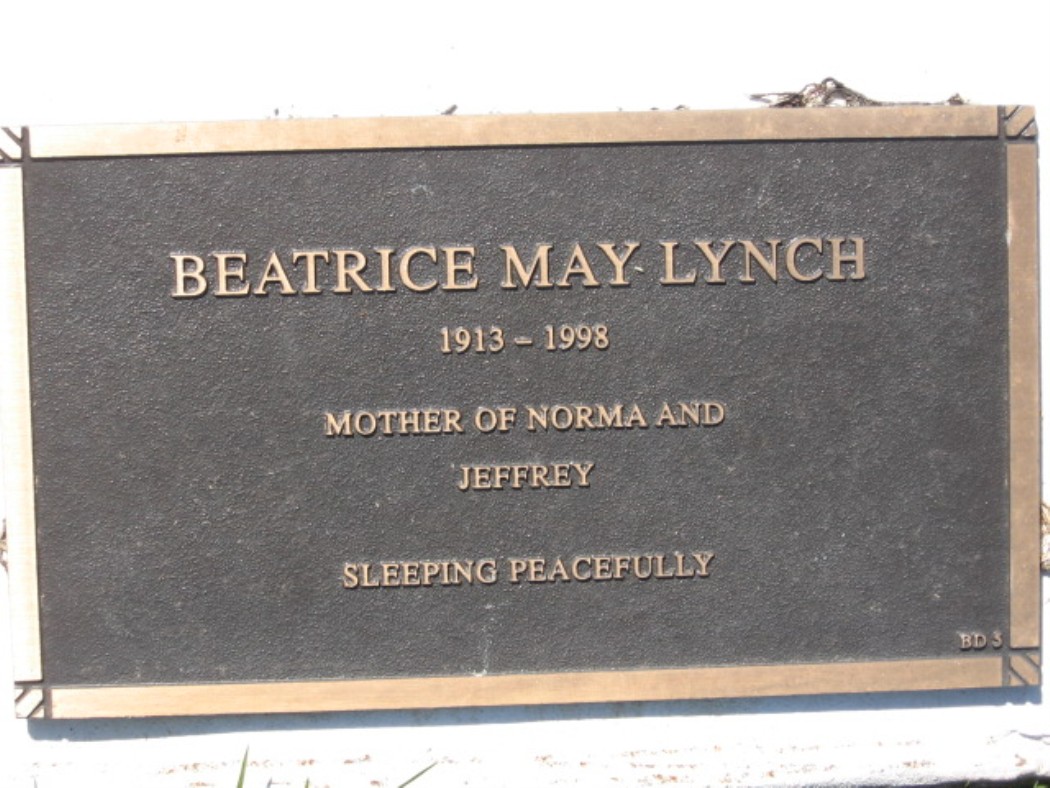 BEATRICE MAY LYNCH
1913 – 1998
MOTHER OF NORMA AND
JEFFREY
SLEEPING PEACEFULLY
BD 3